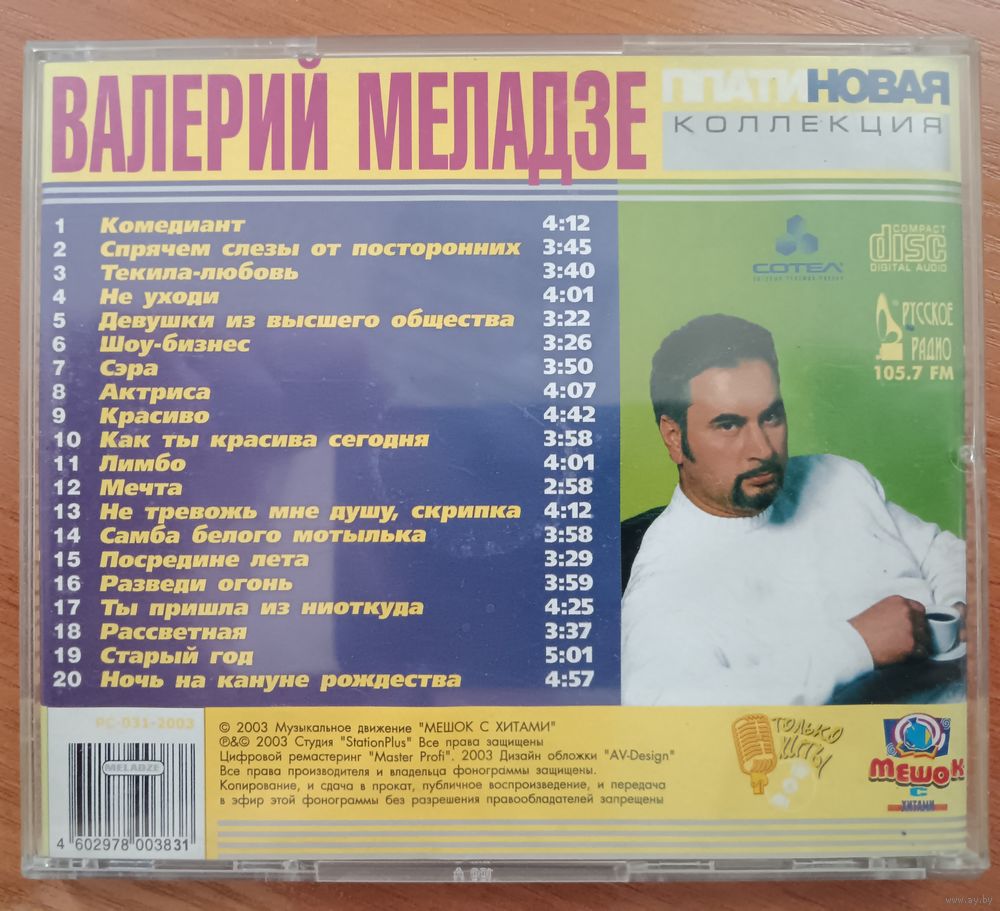 ВАЛЕРИЙ МЕЛАДЗЕ
ППАТИНОВАЯ
КОЛЛЕКЦИЯ
1 Комедиант 4:12
2 Спрячем слезы от посторонних 3:45
3 Текила-любовь 3:40
4 Не уходи 4:01
5 Девушки из высшего общества 3:22
6 Шоу-бизнес 3:26
7 Сэра 3:50
8 Актриса 4:07
9 Красиво 4:42
10 Как ты красива сегодня 3:58
11 Лимбо 4:01
12 Мечта 2:58
13 Не тревожь мне душу, скрипка 4:12
14 Самба белого мотылька 3:58
15 Посредине лета 3:29
16 Разведи огонь 3:59
17 Ты пришла из ниоткуда 4:25
18 Рассветная 3:37
19 Старый год 5:01
20 Ночь на кануне рождества 4:57
СОТЕЛ
COMPACT
disc
DIGITAL AUDIO
РУССКОЕ
РАДИО
105.7 FM
PC-031-2003
MELADZE
4 602978 003831
© 2003 Музыкальное движение "МЕШОК С ХИТАМИ"
℗&© 2003 Студия "StationPlus" Все права защищены
Цифровой ремастеринг "Master Profi". 2003 Дизайн обложки "AV-Design"
Все права производителя и владельца фонограммы защищены.
Копирование, и сдача в прокат, публичное воспроизведение, и передача
в эфир этой фонограммы без разрешения правообладателей запрещены
ТОЛЬКО
ХИТЫ
МЕШОК
С
ХИТАМИ
www.ay.by